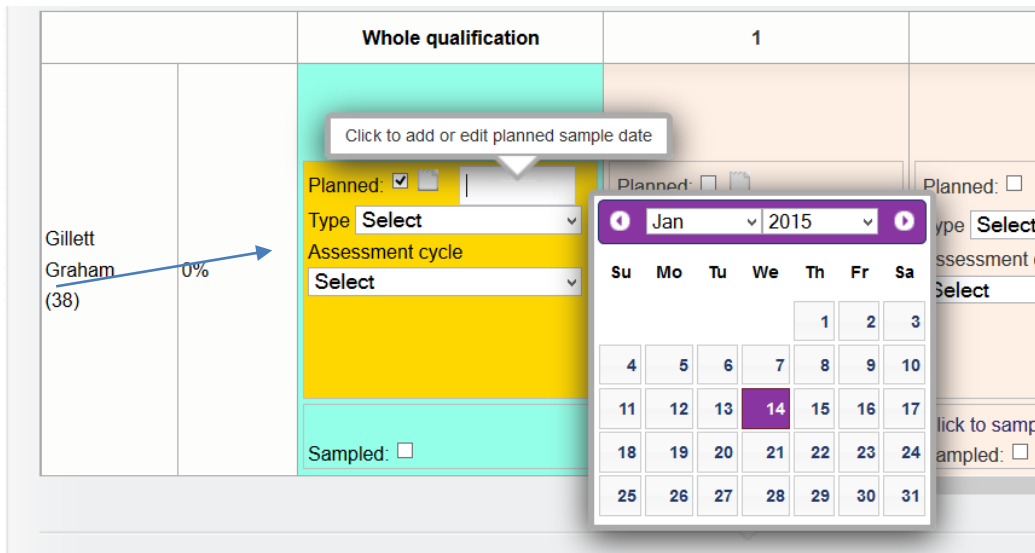 Whole qualification
1
Click to add or edit planned sample date
Gillett
Graham
(38)
0%
Planned:
Type Select
Assessment cycle
Select
Sampled:
Planned:
Jan 2015
Su Mo Tu We Th Fr Sa
1 2 3
4 5 6 7 8 9 10
11 12 13 14 15 16 17
18 19 20 21 22 23 24
25 26 27 28 29 30 31
Planned:
ype Select
ssessment
Select
lick to samp
ampled: